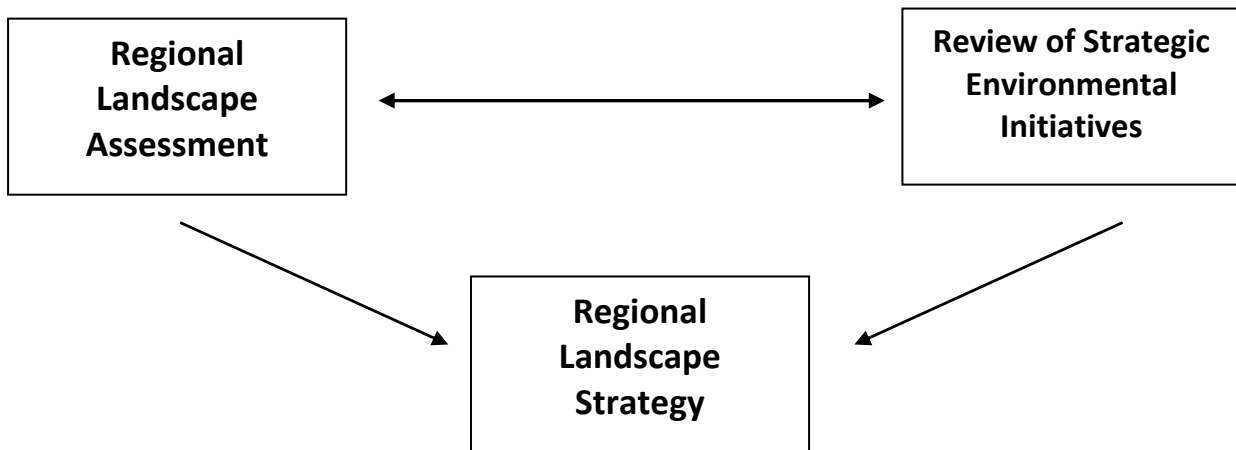 Regional
Landscape
Assessment
Review of Strategic
Environmental
Initiatives
Regional
Landscape
Strategy